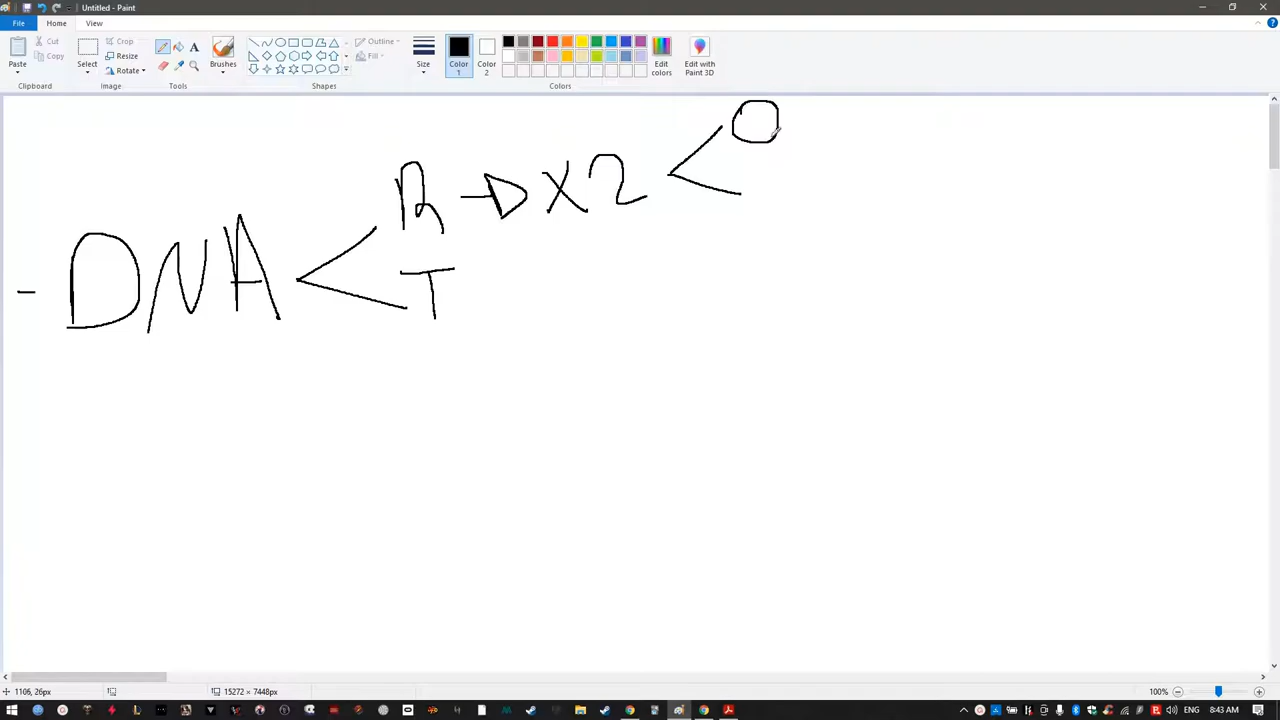 Untitled - Paint
File Home View
Paste Cut Copy Clipboard
Select Crop Resize Rotate Image
Tools
Brushes
Shapes Outline Fill
Size
Color 1 Color 2 Colors
Edit colors
Edit with Paint 3D
O
R X2
- DNA
T
1106, 26px 15272 × 7448px 100%
ENG 3:43 AM